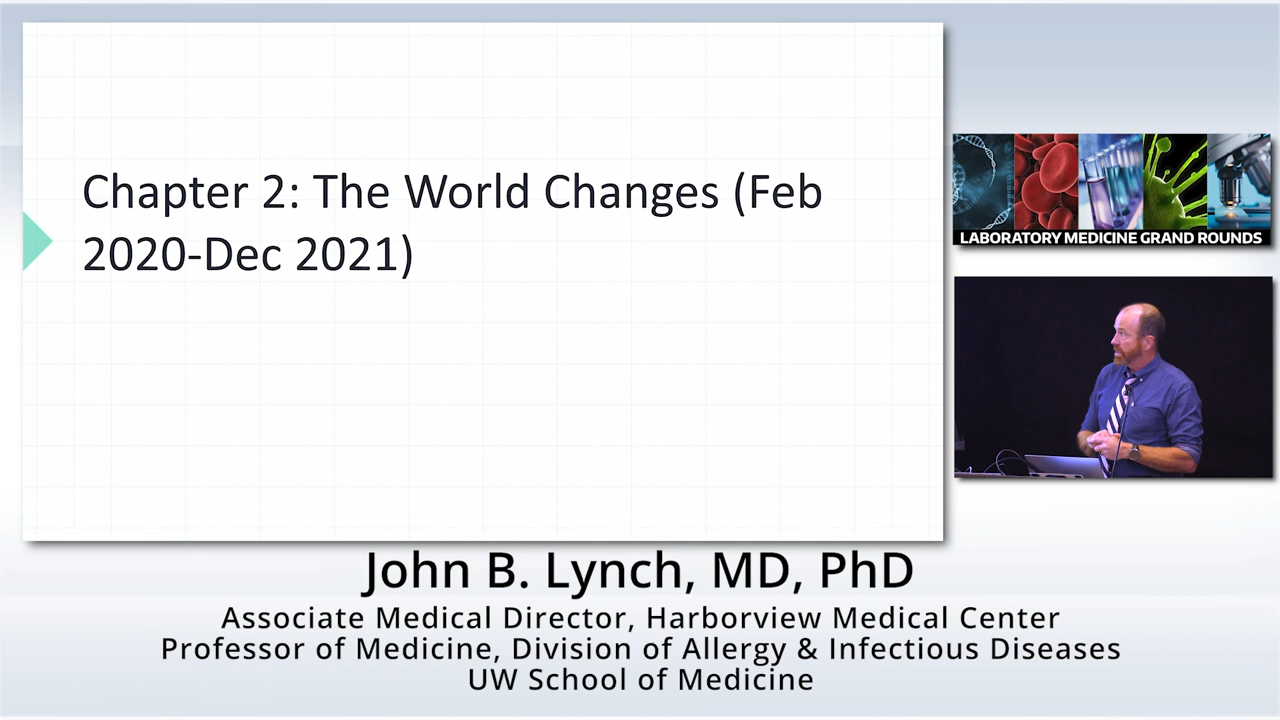 Chapter 2: The World Changes (Feb
2020-Dec 2021)
LABORATORY MEDICINE GRAND ROUNDS
John B. Lynch, MD, PhD
Associate Medical Director, Harborview Medical Center
Professor of Medicine, Division of Allergy & Infectious Diseases
UW School of Medicine